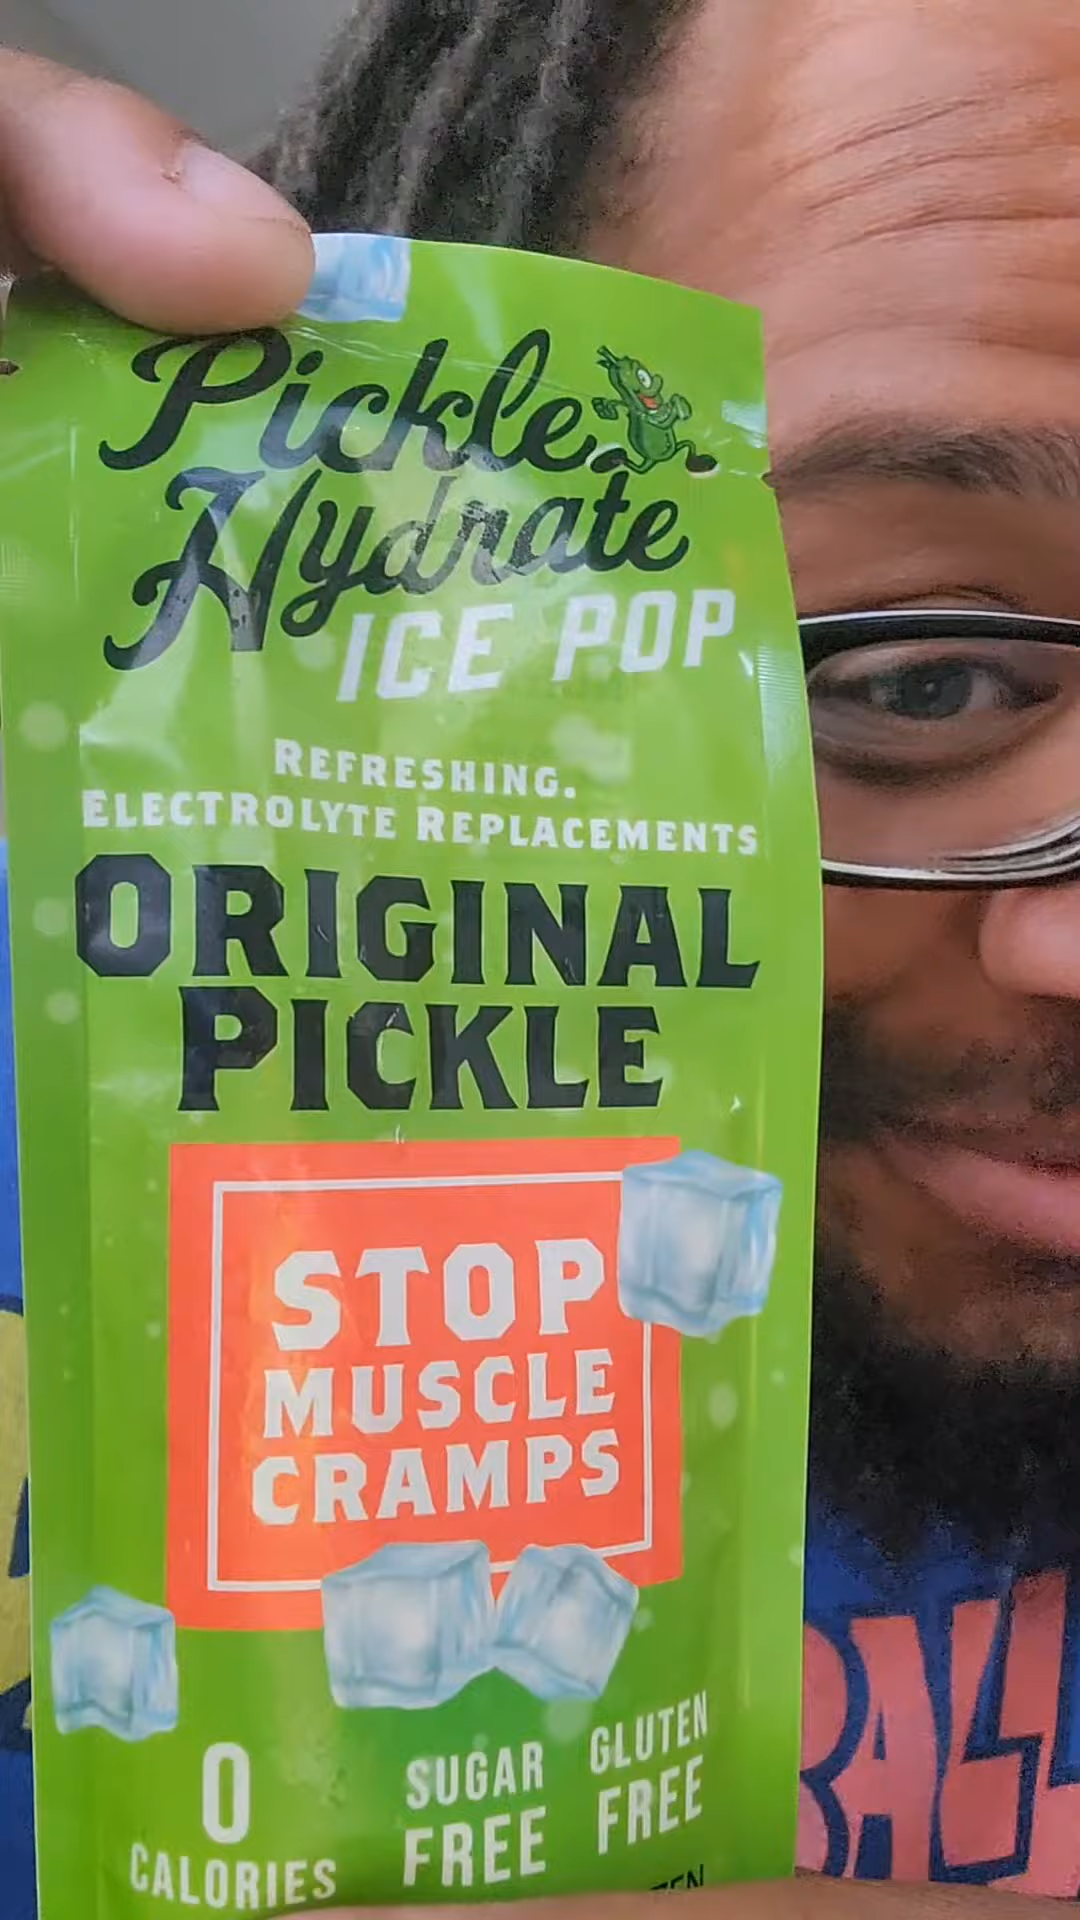 Pickle
Hydrate
ICE POP
REFRESHING.
ELECTROLYTE REPLACEMENTS
ORIGINAL
PICKLE
STOP
MUSCLE
CRAMPS
0
CALORIES
SUGAR
FREE
GLUTEN
FREE